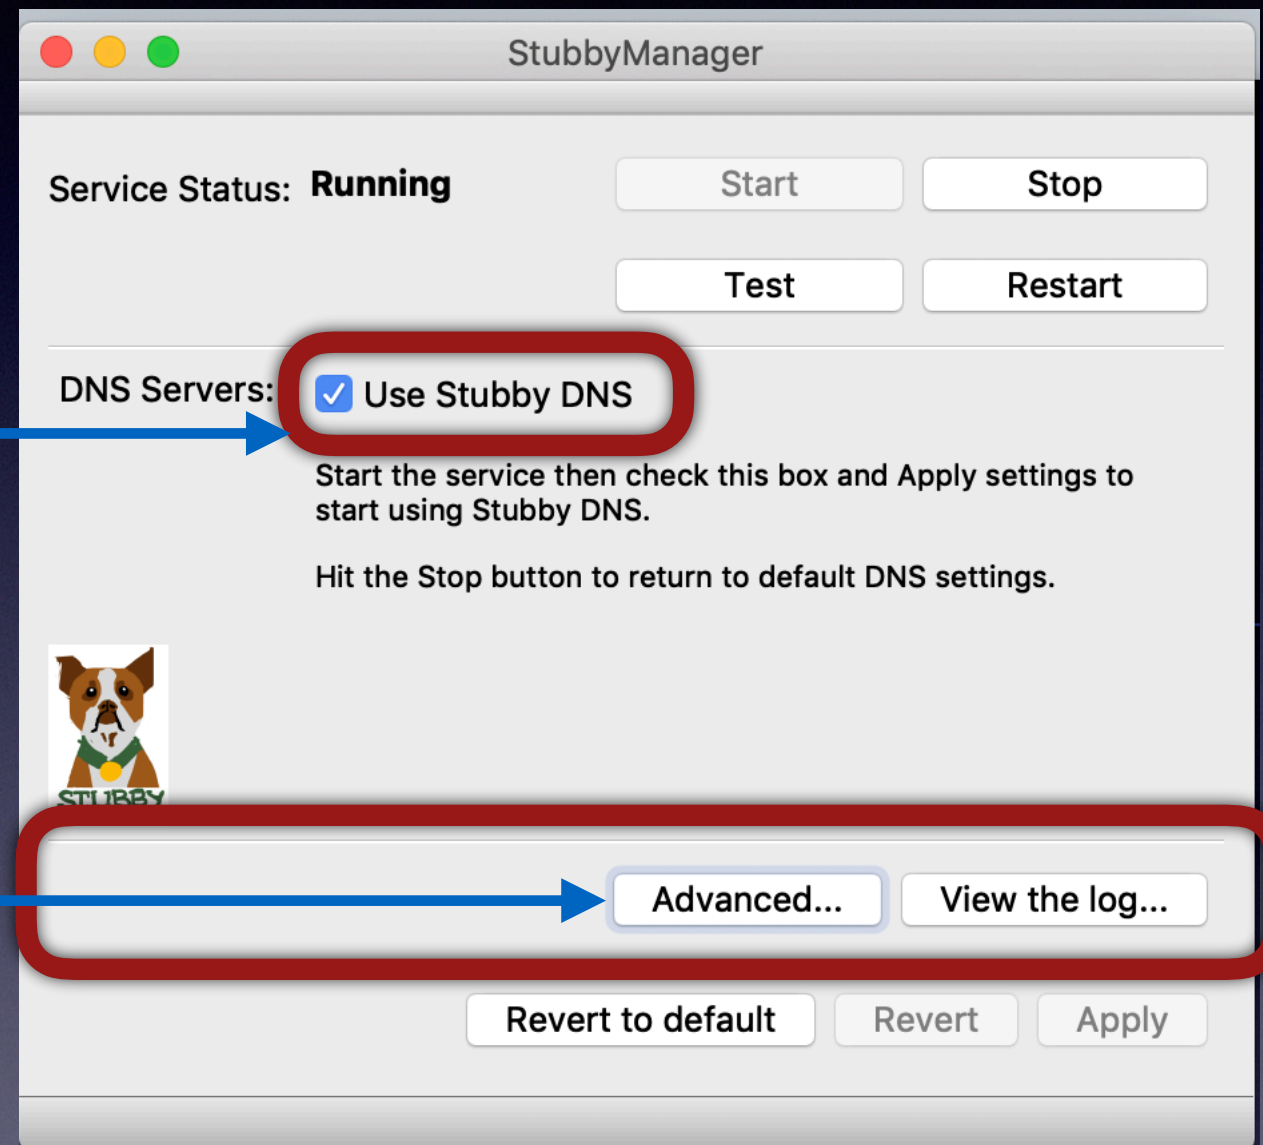 StubbyManager
Service Status: Running
Start
Stop
Test
Restart
DNS Servers:
Use Stubby DNS
Start the service then check this box and Apply settings to
start using Stubby DNS.
Hit the Stop button to return to default DNS settings.
STUBBY
Advanced...
View the log...
Revert to default
Revert
Apply